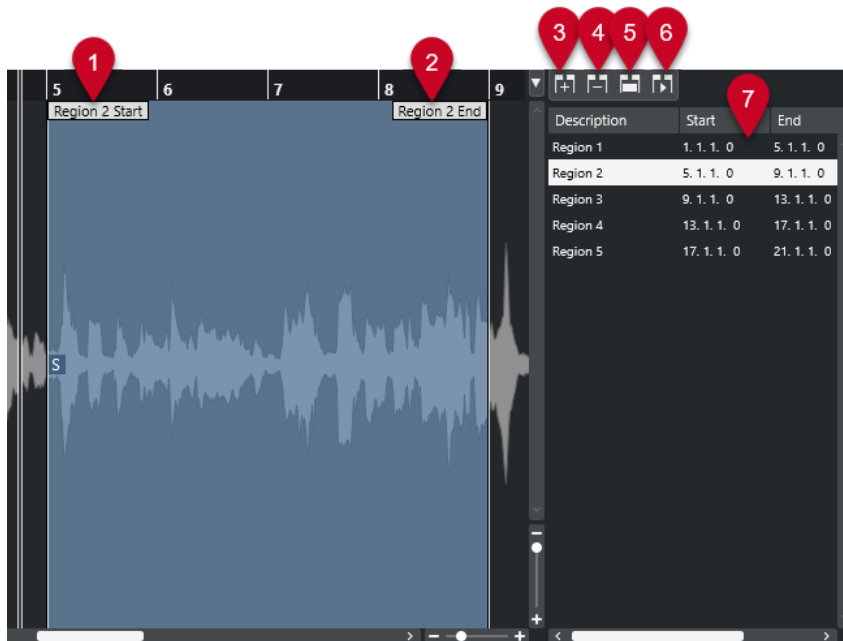 1 2 3 4 5 6 7
5 6 7 8 9
Region 2 Start Region 2 End
S
Description Start End
Region 1 1. 1. 1. 0 5. 1. 1. 0
Region 2 5. 1. 1. 0 9. 1. 1. 0
Region 3 9. 1. 1. 0 13. 1. 1. 0
Region 4 13. 1. 1. 0 17. 1. 1. 0
Region 5 17. 1. 1. 0 21. 1. 1. 0